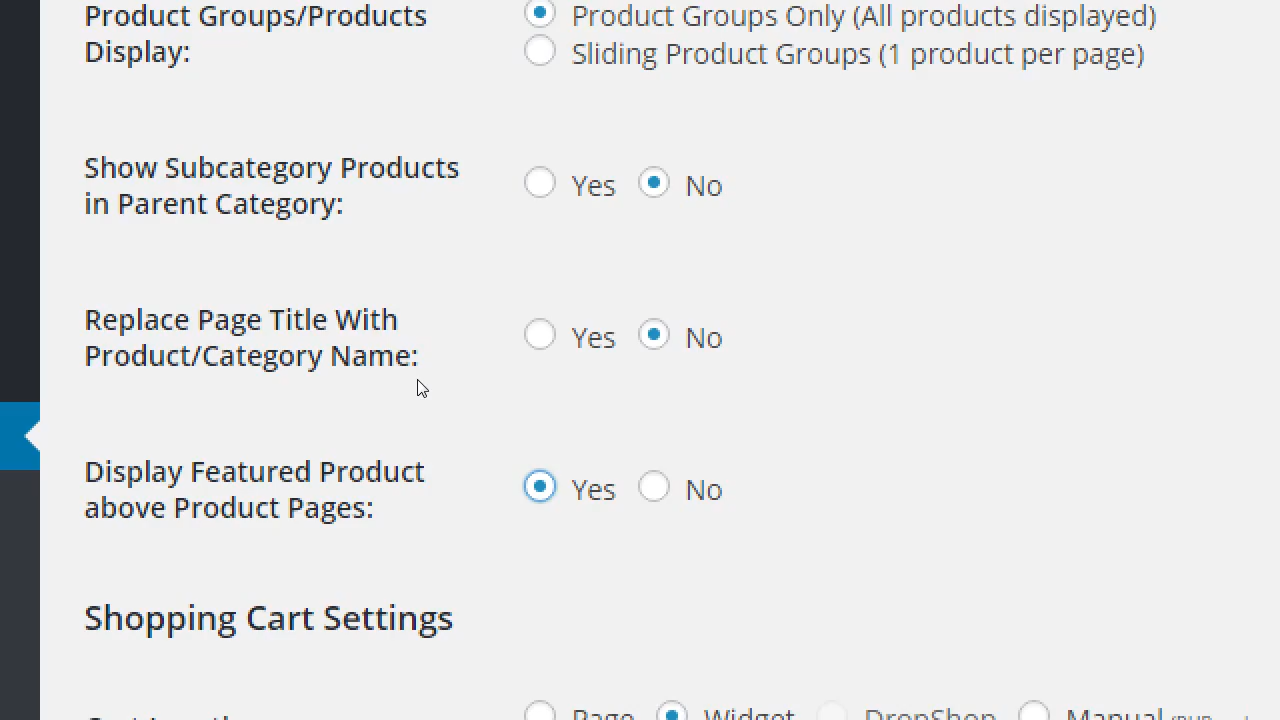 Product Groups/Products
Display:
Product Groups Only (All products displayed)
Sliding Product Groups (1 product per page)
Show Subcategory Products
in Parent Category:
Yes No
Replace Page Title With
Product/Category Name:
Yes No
Display Featured Product
above Product Pages:
Yes No
Shopping Cart Settings
Page Widget DropShop Manual